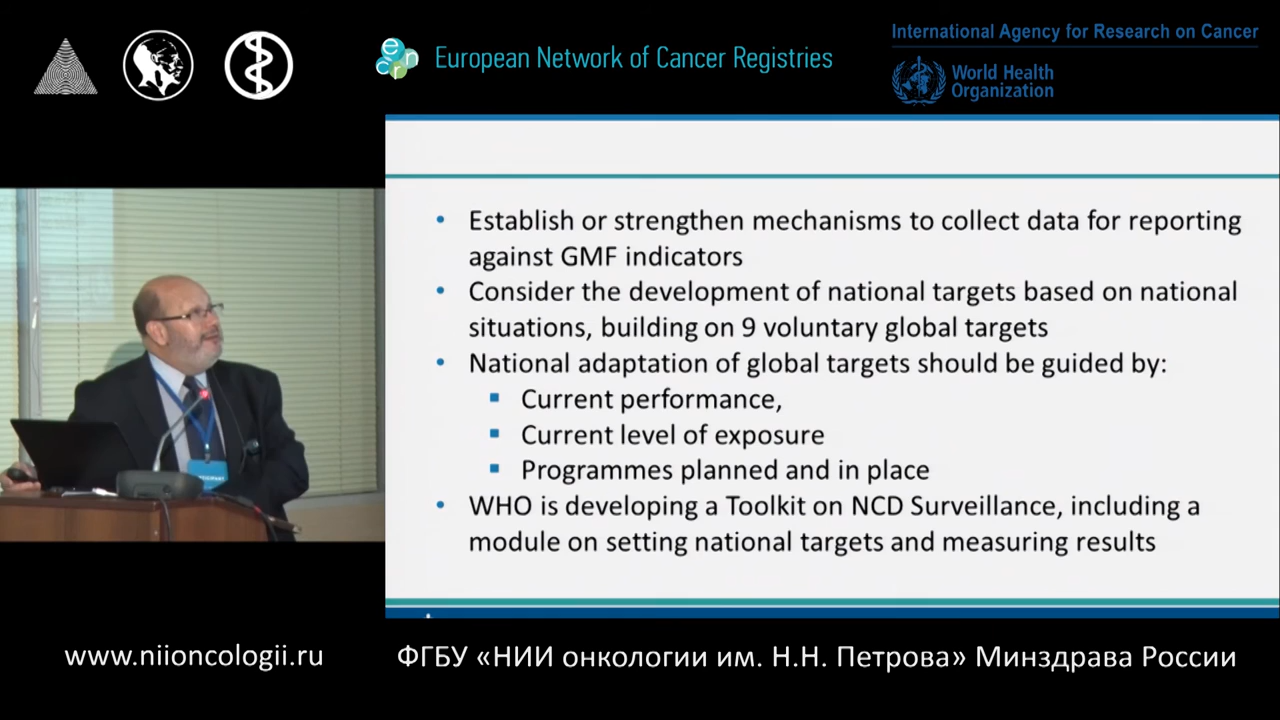 European Network of Cancer Registries
International Agency for Research on Cancer
World Health
Organization
• Establish or strengthen mechanisms to collect data for reporting
against GMF indicators
• Consider the development of national targets based on national
situations, building on 9 voluntary global targets
• National adaptation of global targets should be guided by:
▪ Current performance,
▪ Current level of exposure
▪ Programmes planned and in place
• WHO is developing a Toolkit on NCD Surveillance, including a
module on setting national targets and measuring results
www.niioncologii.ru
ФГБУ «НИИ онкологии им. Н.Н. Петрова» Минздрава России